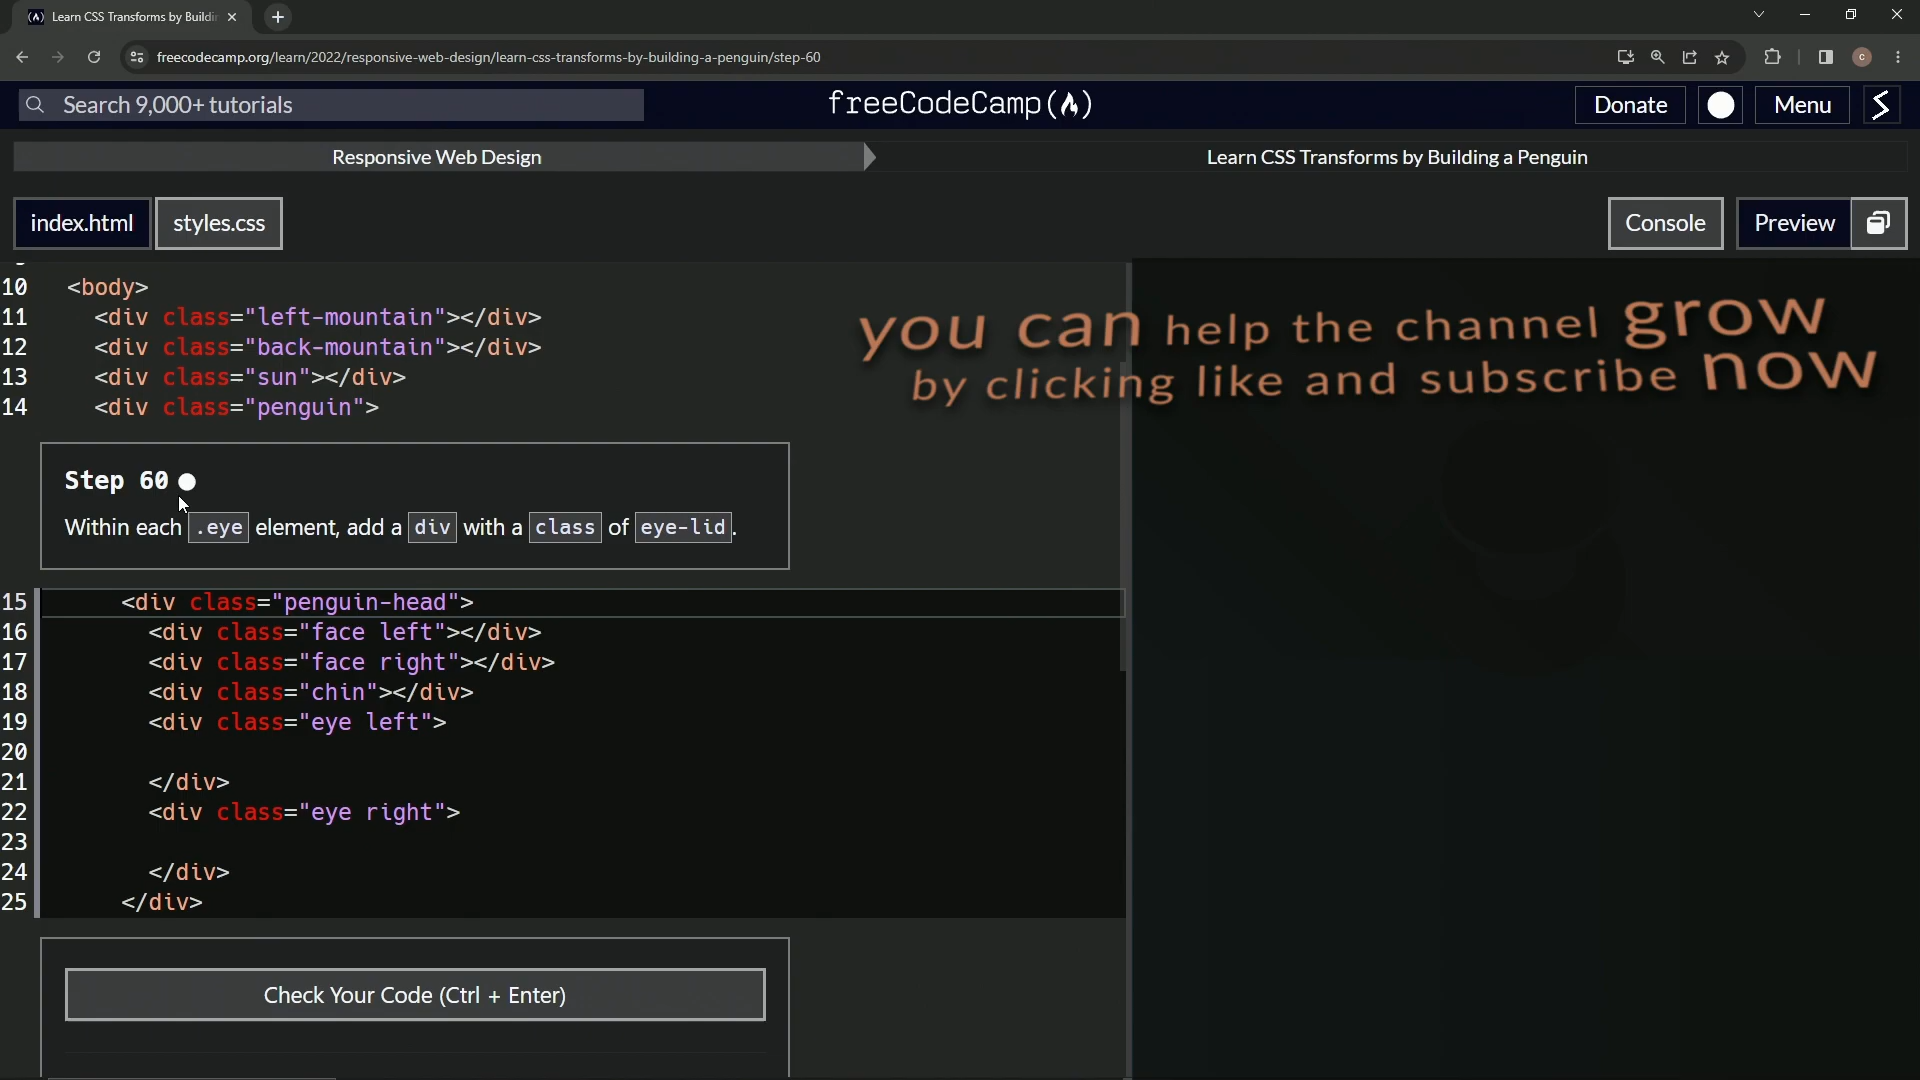 Learn CSS Transforms by Buildi
freecodecamp.org/learn/2022/responsive-web-design/learn-css-transforms-by-building-a-penguin/step-60
c
Search 9,000+ tutorials
freeCodeCamp
Donate
Menu
Responsive Web Design
Learn CSS Transforms by Building a Penguin
index.html
styles.css
Console
Preview
10 <body>
11 <div class="left-mountain"></div>
12 <div class="back-mountain"></div>
13 <div class="sun"></div>
14 <div class="penguin">
you can help the channel grow
by clicking like and subscribe now
Step 60
Within each .eye element, add a div with a class of eye-lid.
15 <div class="penguin-head">
16 <div class="face left"></div>
17 <div class="face right"></div>
18 <div class="chin"></div>
19 <div class="eye left">
20
21 </div>
22 <div class="eye right">
23
24 </div>
25 </div>
Check Your Code (Ctrl + Enter)